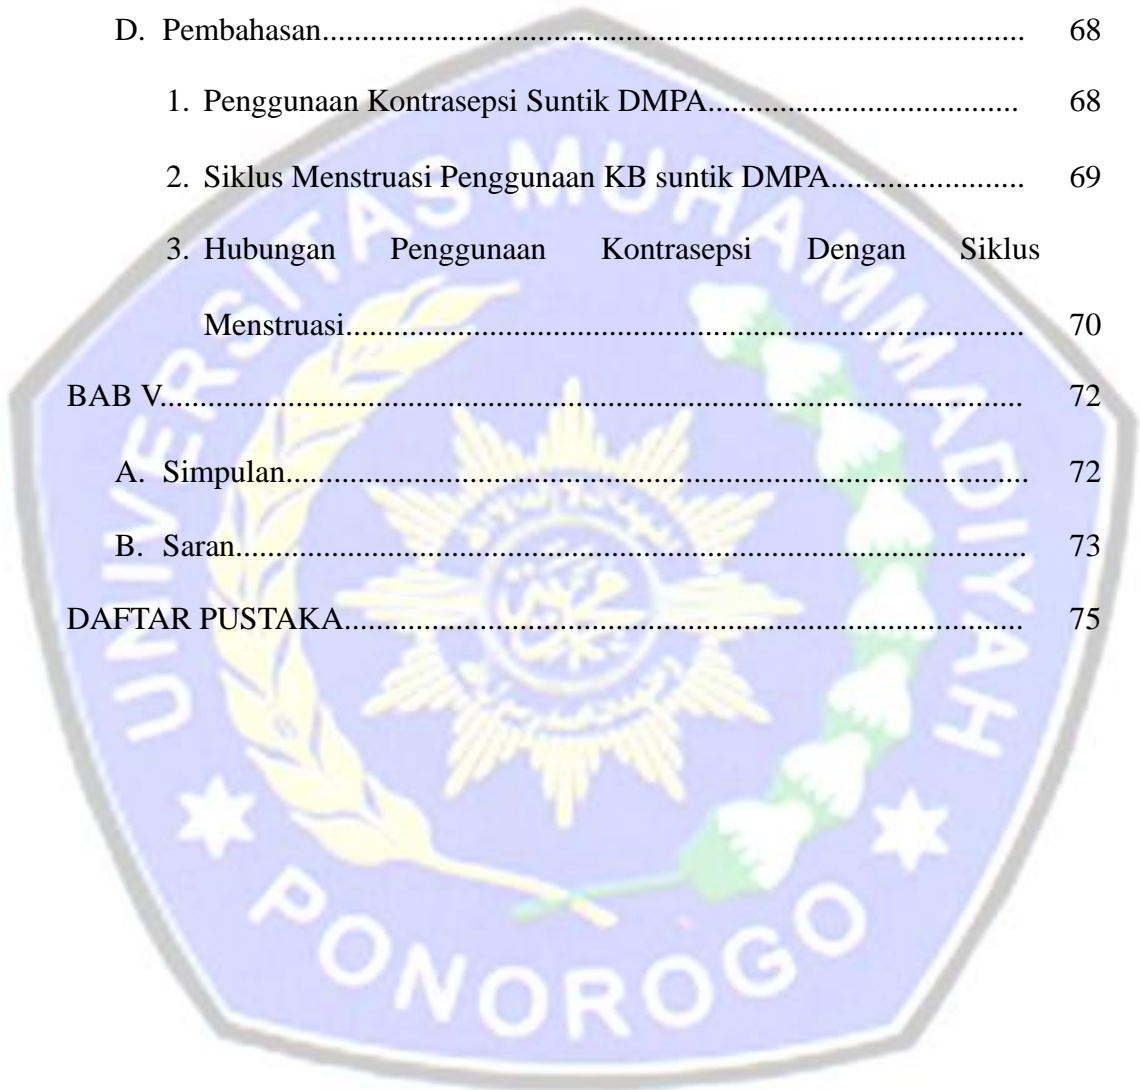 D. Pembahasan.................................................................................... 68
1. Penggunaan Kontrasepsi Suntik DMPA..................................... 68
2. Siklus Menstruasi Penggunaan KB suntik DMPA....................... 69
3. Hubungan Penggunaan Kontrasepsi Dengan Siklus
Menstruasi................................................................................. 70
BAB V....................................................................................................... 72
A. Simpulan......................................................................................... 72
B. Saran............................................................................................... 73
DAFTAR PUSTAKA................................................................................. 75
UNIVERSITAS MUHAMMADIYAH
PONOROGO